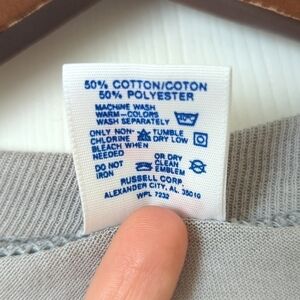 50% COTTON/COTON
50% POLYESTER
MACHINE WASH
WARM-COLORS
WASH SEPARATELY
ONLY NON- TUMBLE
CHLORINE DRY LOW
BLEACH WHEN
NEEDED OR DRY
DO NOT CLEAN
IRON EMBLEM
RUSSELL CORP.
ALEXANDER CITY, AL. 35010
WPL 7232